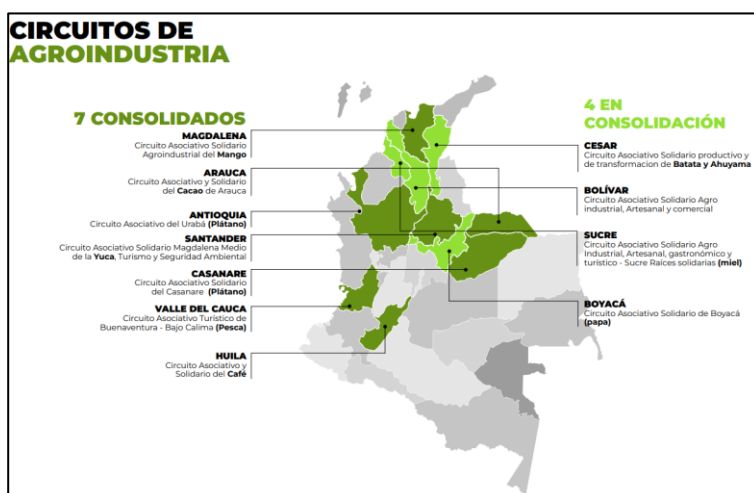 CIRCUITOS DE
AGROINDUSTRIA
7 CONSOLIDADOS
MAGDALENA
Circuito Asociativo Solidario
Agroindustrial del Mango
ARAUCA
Circuito Asociativo y Solidario
del Cacao de Arauca
ANTIOQUIA
Circuito Asociativo del Urabá (Plátano)
SANTANDER
Circuito Asociativo Solidario Magdalena Medio
de la Yuca, Turismo y Seguridad Ambiental
CASANARE
Circuito Asociativo Solidario
del Casanare (Plátano)
VALLE DEL CAUCA
Circuito Asociativo Turístico de
Buenaventura - Bajo Calima (Pesca)
HUILA
Circuito Asociativo y
Solidario del Café
4 EN
CONSOLIDACIÓN
CESAR
Circuito Asociativo Solidario productivo y
de transformacion de Batata y Ahuyama
BOLÍVAR
Circuito Asociativo Solidario Agro
industrial, Artesanal y comercial
SUCRE
Circuito Asociativo Solidario Agro
Industrial, Artesanal, gastronómico y
turístico - Sucre Raíces solidarias (miel)
BOYACÁ
Circuito Asociativo Solidario de Boyacá
(papa)